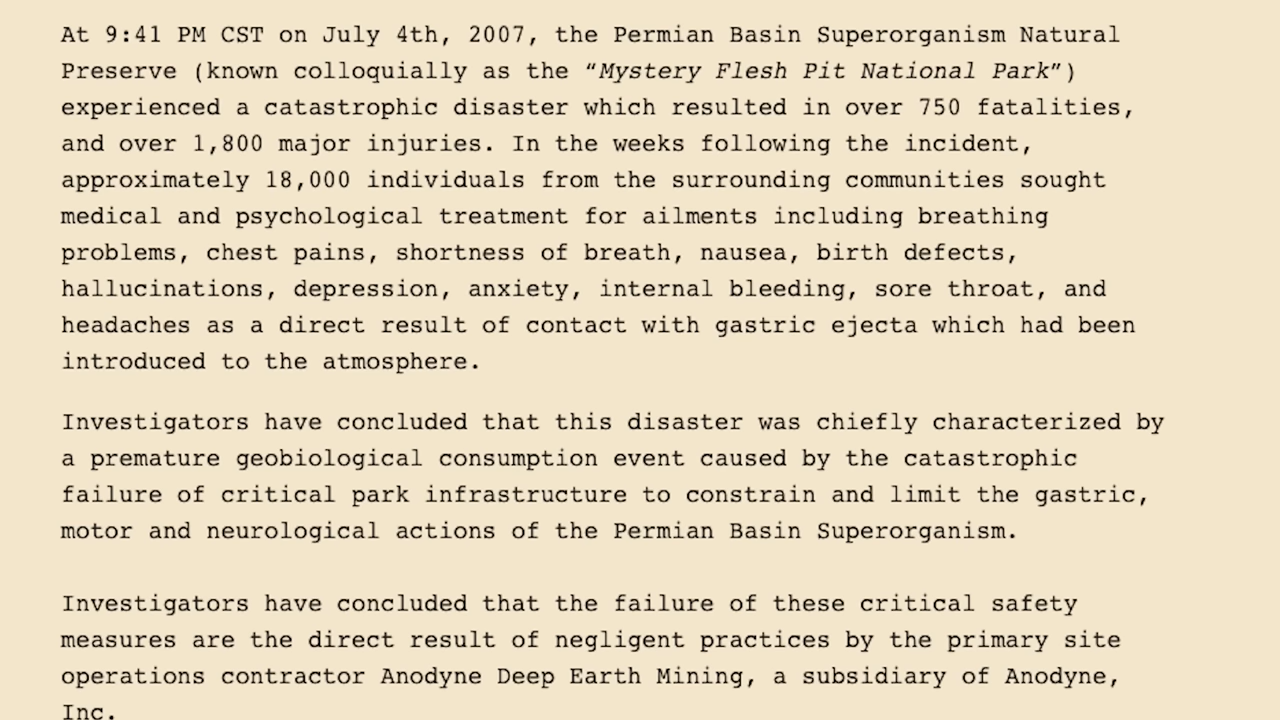 At 9:41 PM CST on July 4th, 2007, the Permian Basin Superorganism Natural
Preserve (known colloquially as the “Mystery Flesh Pit National Park”)
experienced a catastrophic disaster which resulted in over 750 fatalities,
and over 1,800 major injuries. In the weeks following the incident,
approximately 18,000 individuals from the surrounding communities sought
medical and psychological treatment for ailments including breathing
problems, chest pains, shortness of breath, nausea, birth defects,
hallucinations, depression, anxiety, internal bleeding, sore throat, and
headaches as a direct result of contact with gastric ejecta which had been
introduced to the atmosphere.
Investigators have concluded that this disaster was chiefly characterized by
a premature geobiological consumption event caused by the catastrophic
failure of critical park infrastructure to constrain and limit the gastric,
motor and neurological actions of the Permian Basin Superorganism.
Investigators have concluded that the failure of these critical safety
measures are the direct result of negligent practices by the primary site
operations contractor Anodyne Deep Earth Mining, a subsidiary of Anodyne,
Inc.